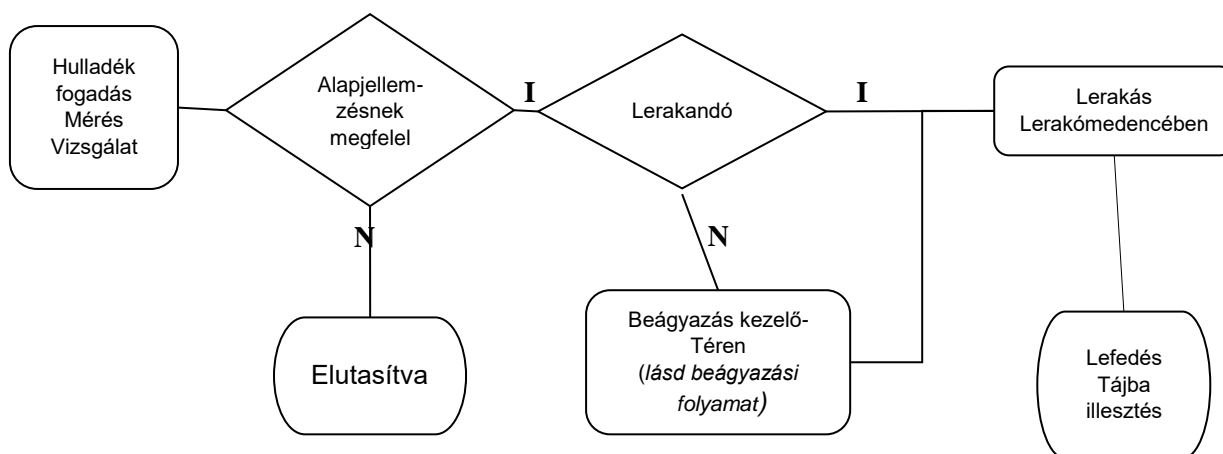 Hulladék
fogadás
Mérés
Vizsgálat
Alapjellem-
zésnek
megfelel
I
Lerakandó
I
Lerakás
Lerakómedencében
N
N
Elutasítva
Beágyazás kezelő-
Téren
(lásd beágyazási
folyamat)
Lefedés
Tájba
illesztés